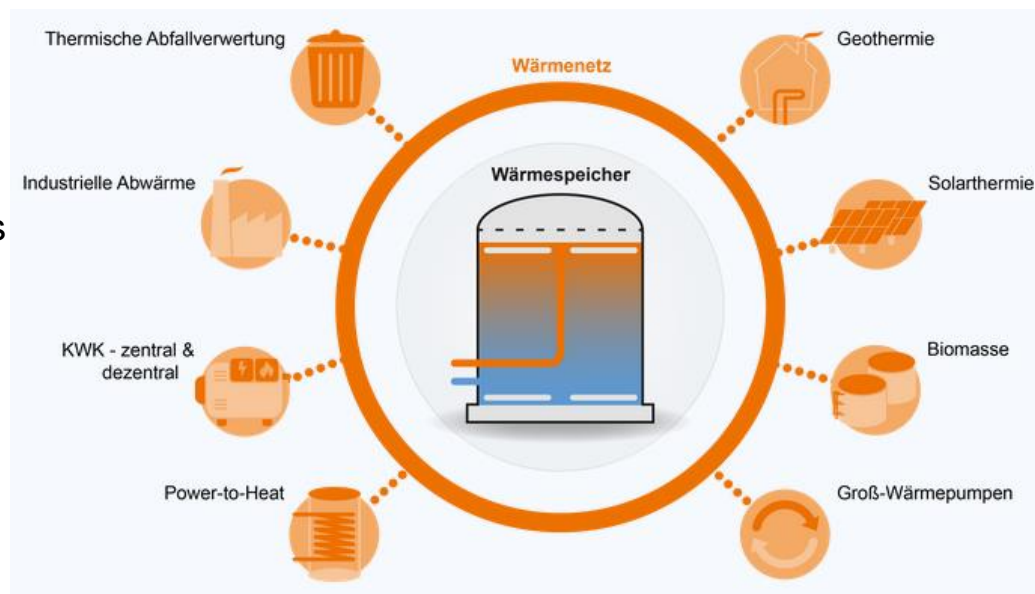 Thermische Abfallverwertung
Geothermie
Wärmenetz
Wärmespeicher
Industrielle Abwärme
Solarthermie
s
KWK - zentral &
dezentral
Biomasse
Power-to-Heat
Groß-Wärmepumpen